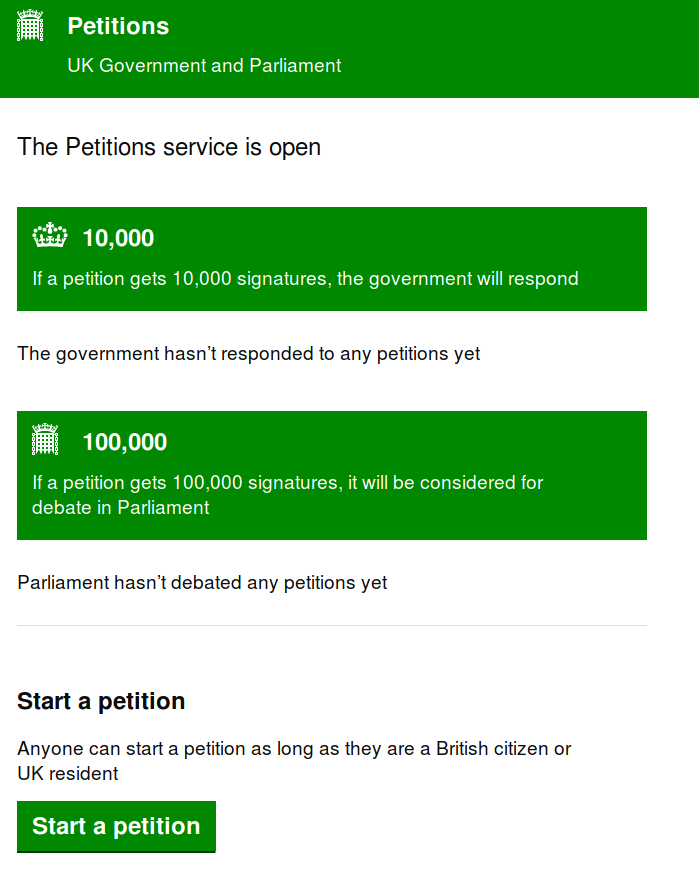 Petitions
UK Government and Parliament
The Petitions service is open
10,000
If a petition gets 10,000 signatures, the government will respond
The government hasn’t responded to any petitions yet
100,000
If a petition gets 100,000 signatures, it will be considered for
debate in Parliament
Parliament hasn’t debated any petitions yet
Start a petition
Anyone can start a petition as long as they are a British citizen or
UK resident
Start a petition